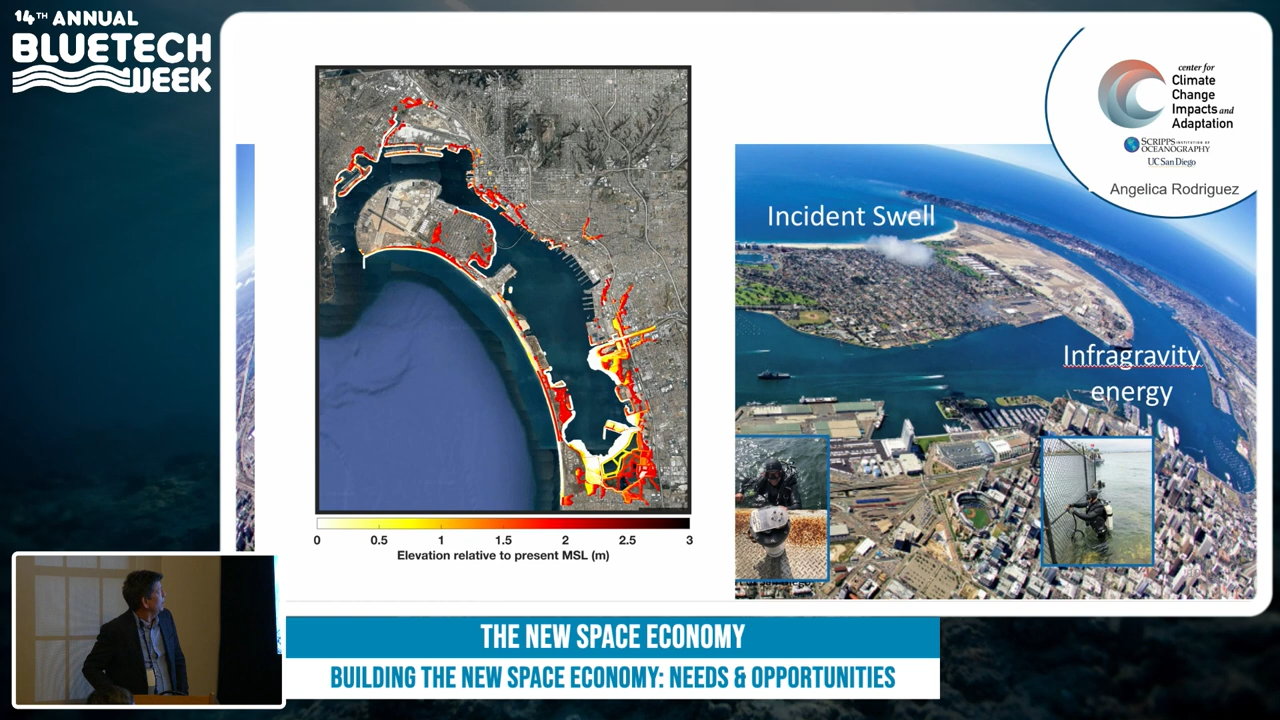 14TH ANNUAL
BLUETECH
WEEK
center for
Climate
Change
Impacts and
Adaptation
SCRIPPS INSTITUTION OF
OCEANOGRAPHY
UC San Diego
Angelica Rodriguez
Incident Swell
Infragravity
energy
0 0.5 1 1.5 2 2.5 3
Elevation relative to present MSL (m)
THE NEW SPACE ECONOMY
BUILDING THE NEW SPACE ECONOMY: NEEDS & OPPORTUNITIES